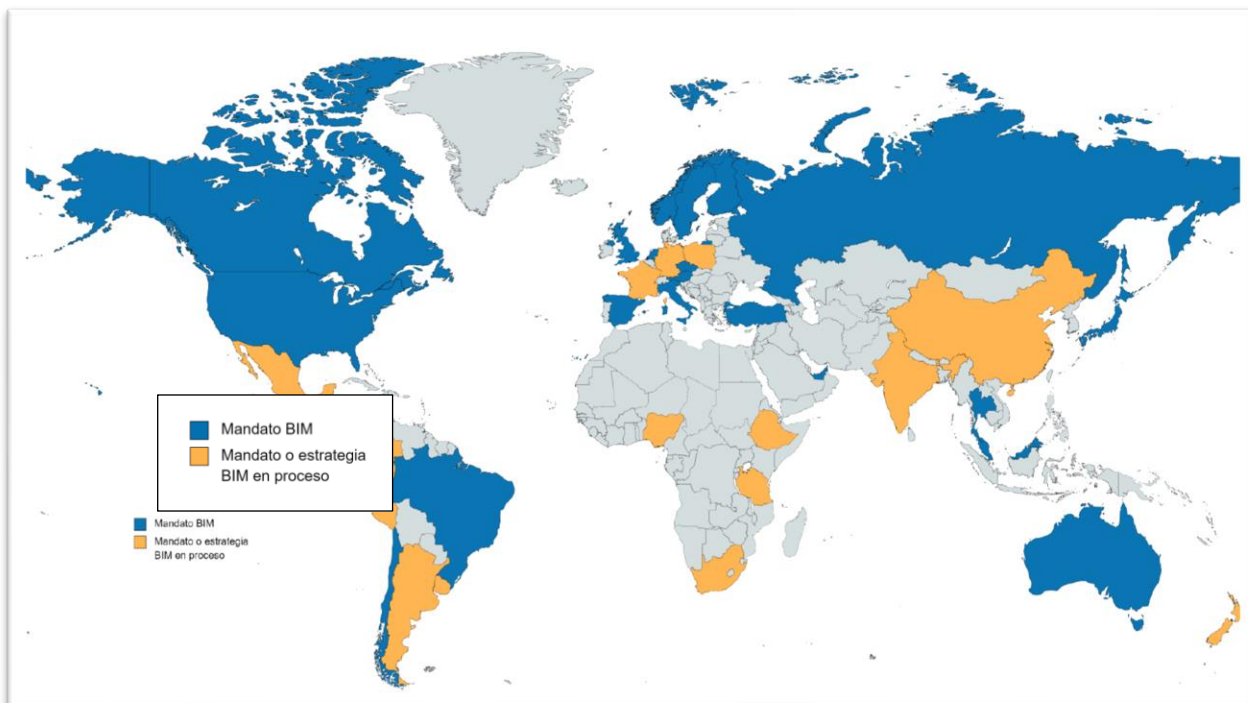 Mandato BIM
Mandato o estrategia
BIM en proceso
Mandato BIM
Mandato o estrategia
BIM en proceso